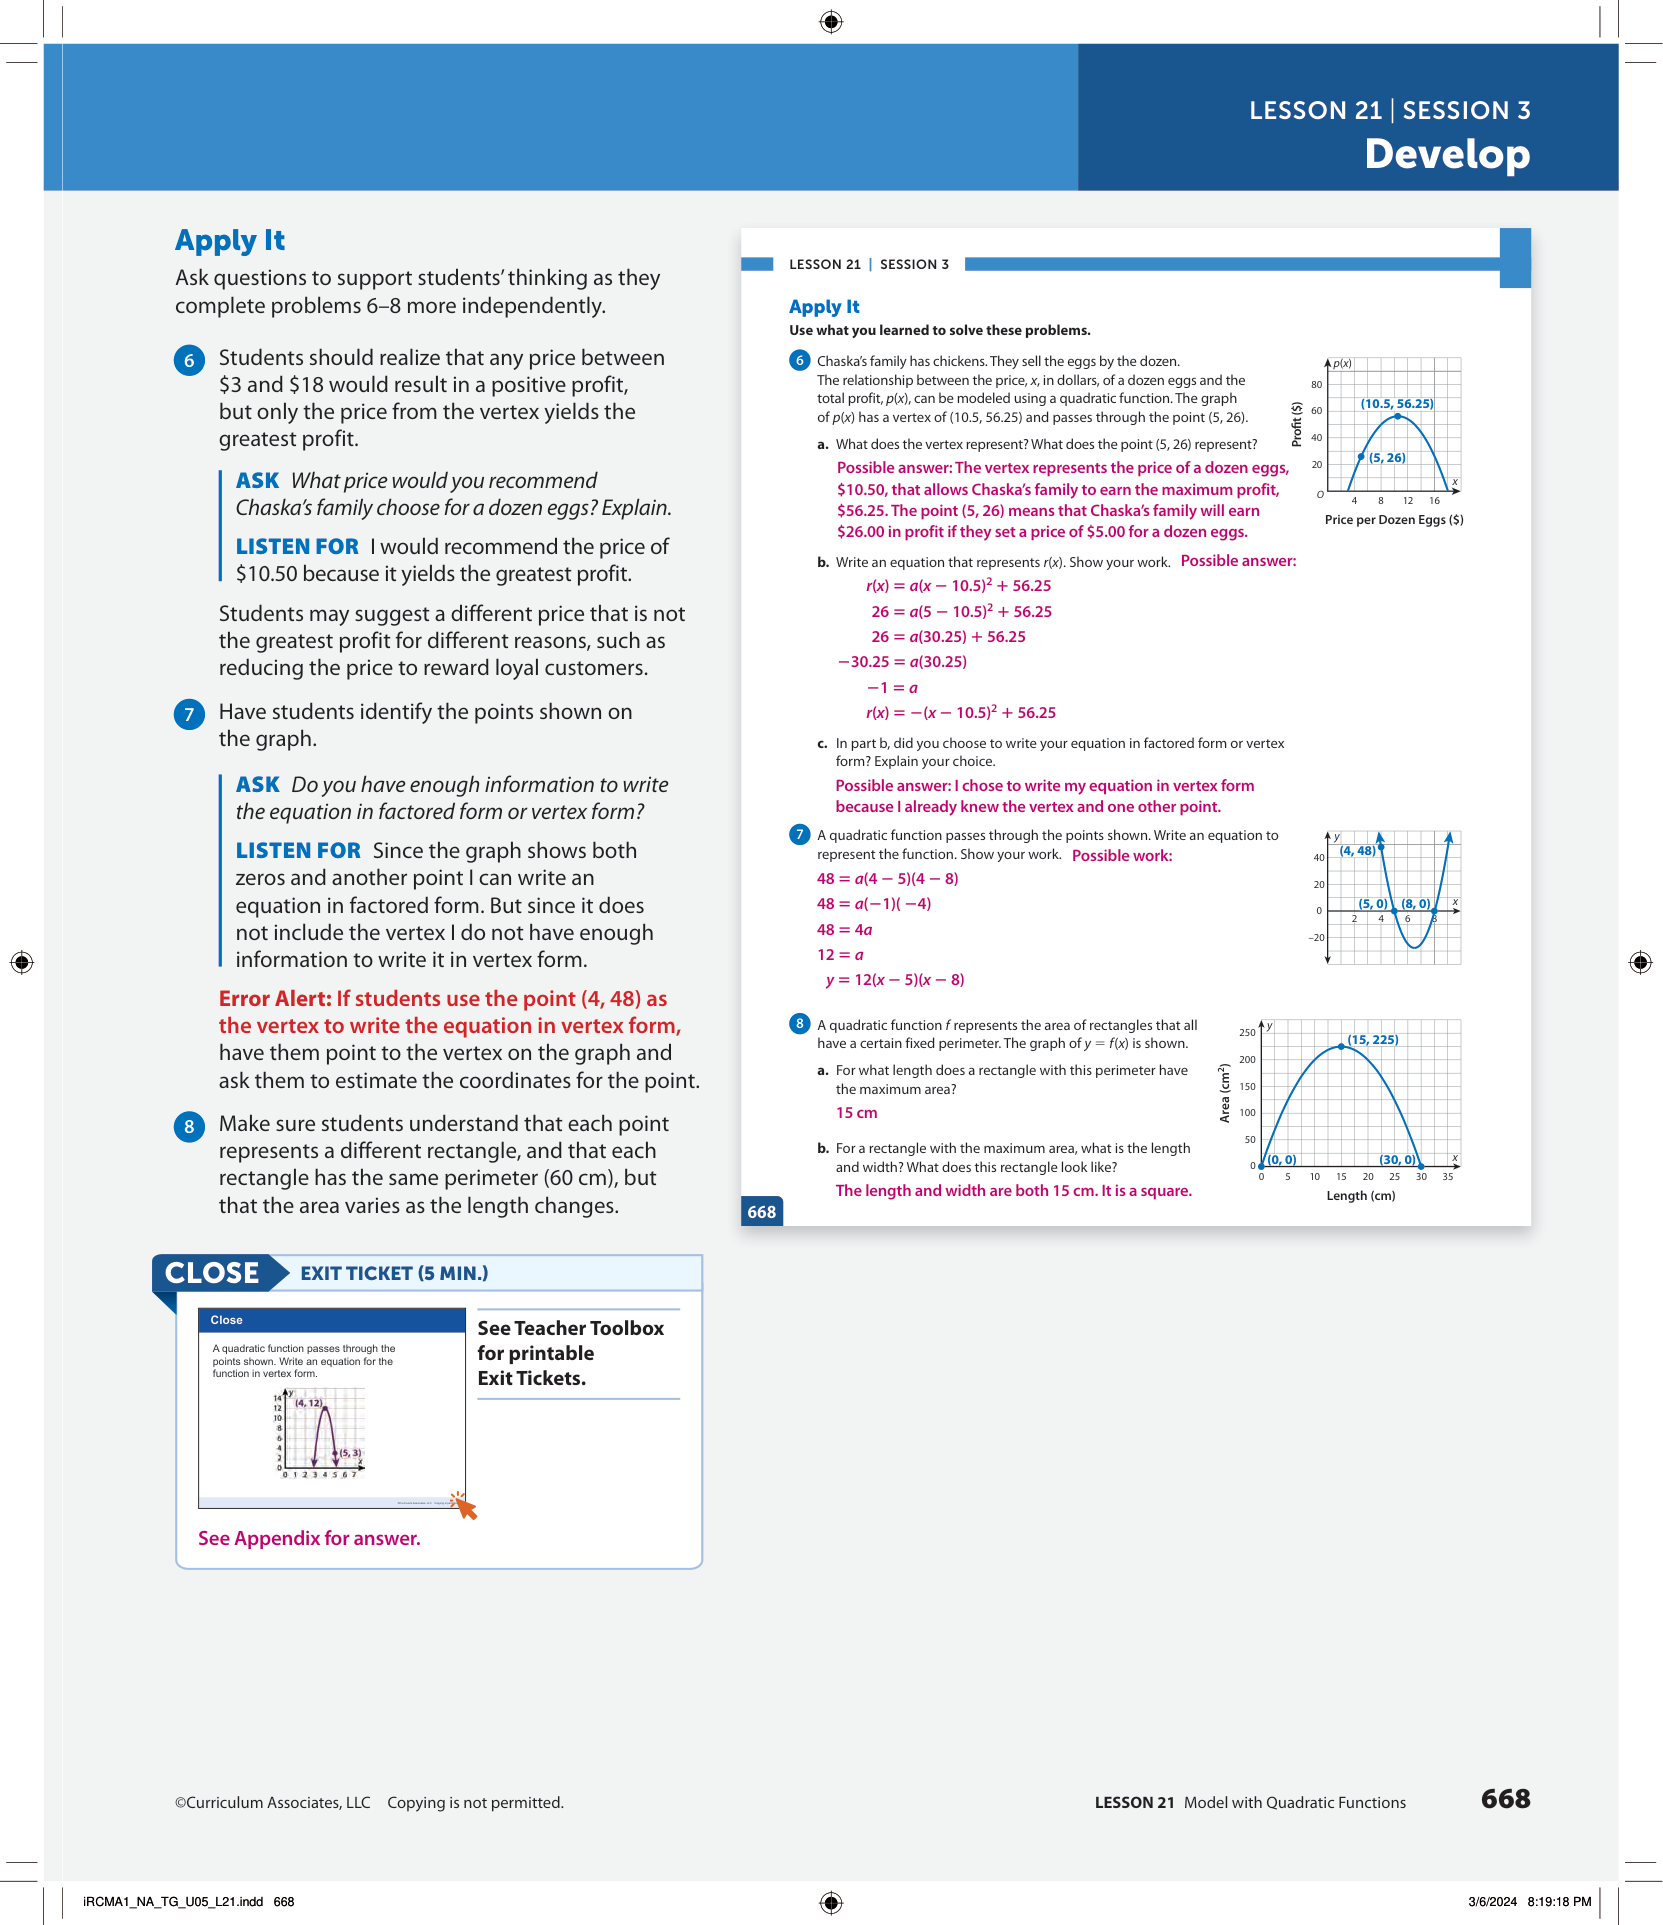 LESSON 21 | SESSION 3
Develop
Apply It
Ask questions to support students’ thinking as they
complete problems 6–8 more independently.
6 Students should realize that any price between
$3 and $18 would result in a positive profit,
but only the price from the vertex yields the
greatest profit.
ASK What price would you recommend
Chaska’s family choose for a dozen eggs? Explain.
LISTEN FOR I would recommend the price of
$10.50 because it yields the greatest profit.
Students may suggest a different price that is not
the greatest profit for different reasons, such as
reducing the price to reward loyal customers.
7 Have students identify the points shown on
the graph.
ASK Do you have enough information to write
the equation in factored form or vertex form?
LISTEN FOR Since the graph shows both
zeros and another point I can write an
equation in factored form. But since it does
not include the vertex I do not have enough
information to write it in vertex form.
Error Alert: If students use the point (4, 48) as
the vertex to write the equation in vertex form,
have them point to the vertex on the graph and
ask them to estimate the coordinates for the point.
8 Make sure students understand that each point
represents a different rectangle, and that each
rectangle has the same perimeter (60 cm), but
that the area varies as the length changes.
CLOSE EXIT TICKET (5 MIN.)
Close
A quadratic function passes through the
points shown. Write an equation for the
function in vertex form.
y
14
12
10
8
6
4
2
0
(4, 12)
(5, 3)
x
0 1 2 3 4 5 6 7
See Teacher Toolbox
for printable
Exit Tickets.
See Appendix for answer.
LESSON 21 | SESSION 3
Apply It
Use what you learned to solve these problems.
6 Chaska’s family has chickens. They sell the eggs by the dozen.
The relationship between the price, x, in dollars, of a dozen eggs and the
total profit, p(x), can be modeled using a quadratic function. The graph
of p(x) has a vertex of (10.5, 56.25) and passes through the point (5, 26).
a. What does the vertex represent? What does the point (5, 26) represent?
Possible answer: The vertex represents the price of a dozen eggs,
$10.50, that allows Chaska’s family to earn the maximum profit,
$56.25. The point (5, 26) means that Chaska’s family will earn
$26.00 in profit if they set a price of $5.00 for a dozen eggs.
p(x)
Profit ($)
80
60
40
20
(10.5, 56.25)
(5, 26)
x
O 4 8 12 16
Price per Dozen Eggs ($)
b. Write an equation that represents r(x). Show your work. Possible answer:
r(x) = a(x − 10.5)² + 56.25
26 = a(5 − 10.5)² + 56.25
26 = a(30.25) + 56.25
−30.25 = a(30.25)
−1 = a
r(x) = −(x − 10.5)² + 56.25
c. In part b, did you choose to write your equation in factored form or vertex
form? Explain your choice.
Possible answer: I chose to write my equation in vertex form
because I already knew the vertex and one other point.
7 A quadratic function passes through the points shown. Write an equation to
represent the function. Show your work. Possible work:
48 = a(4 − 5)(4 − 8)
48 = a(−1)( −4)
48 = 4a
12 = a
y = 12(x − 5)(x − 8)
y
40
20
0
–20
(4, 48)
(5, 0) (8, 0)
x
2 4 6 8
8 A quadratic function f represents the area of rectangles that all
have a certain fixed perimeter. The graph of y = f(x) is shown.
a. For what length does a rectangle with this perimeter have
the maximum area?
15 cm
b. For a rectangle with the maximum area, what is the length
and width? What does this rectangle look like?
The length and width are both 15 cm. It is a square.
y
Area (cm²)
250
200
150
100
50
0
(15, 225)
(0, 0) (30, 0)
x
0 5 10 15 20 25 30 35
Length (cm)
668
©Curriculum Associates, LLC Copying is not permitted.
LESSON 21 Model with Quadratic Functions 668
iRCMA1_NA_TG_U05_L21.indd 668
3/6/2024 8:19:18 PM